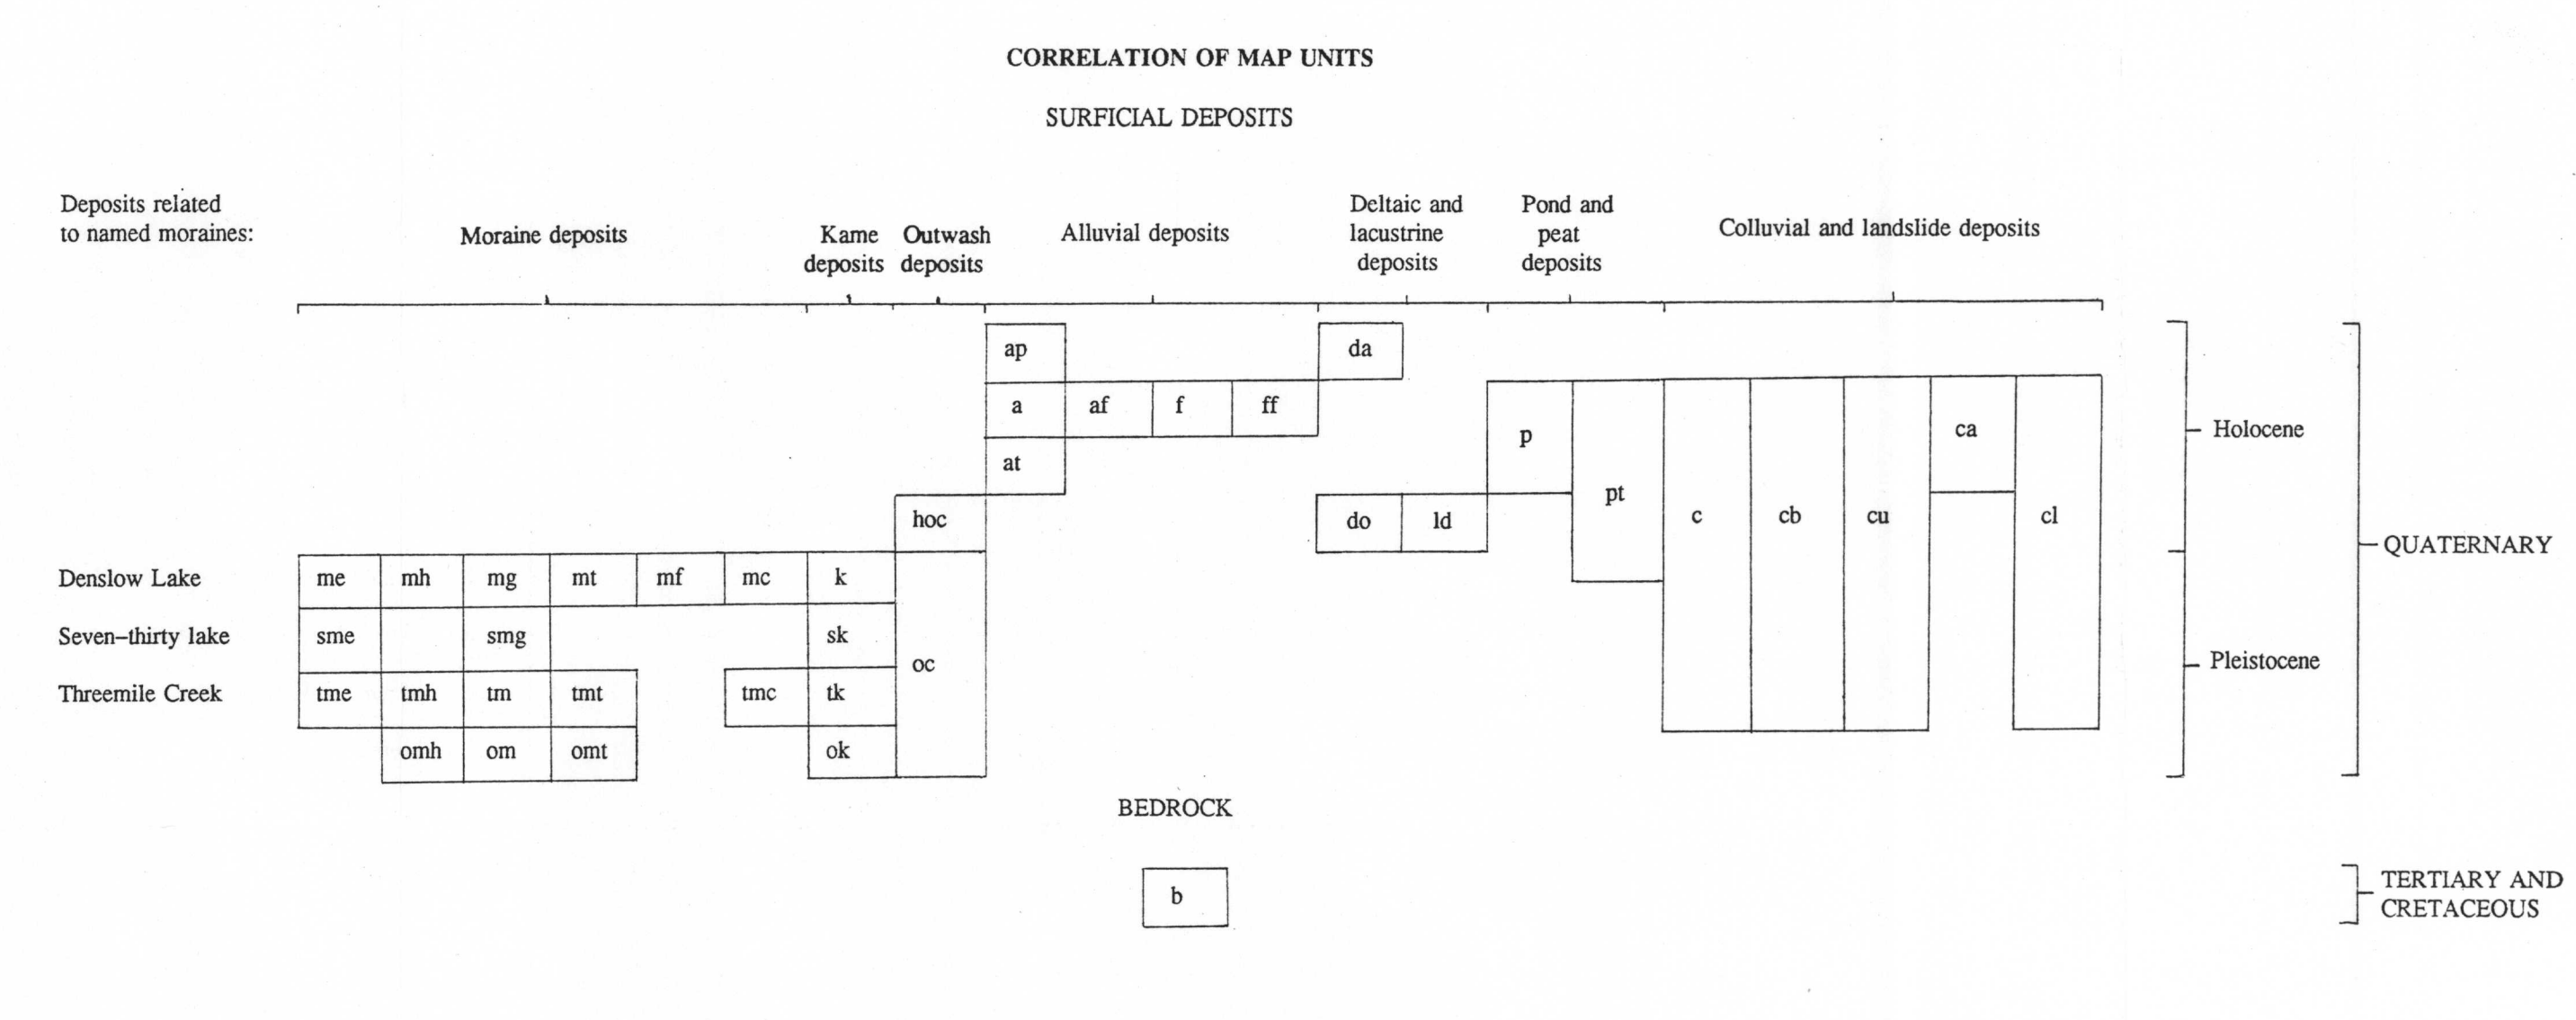 CORRELATION OF MAP UNITS
SURFICIAL DEPOSITS
Deposits related
to named moraines:
Moraine deposits
Kame
deposits
Outwash
deposits
Alluvial deposits
Deltaic and
lacustrine
deposits
Pond and
peat
deposits
Colluvial and landslide deposits
ap da
a af f ff
at
p
pt
ca
hoc
do ld
c cb cu cl
Holocene
Denslow Lake me mh mg mt mf mc k
Seven–thirty lake sme smg sk
oc
Threemile Creek tme tmh tm tmt tmc tk
omh om omt ok
Pleistocene
QUATERNARY
BEDROCK
b
TERTIARY AND
CRETACEOUS